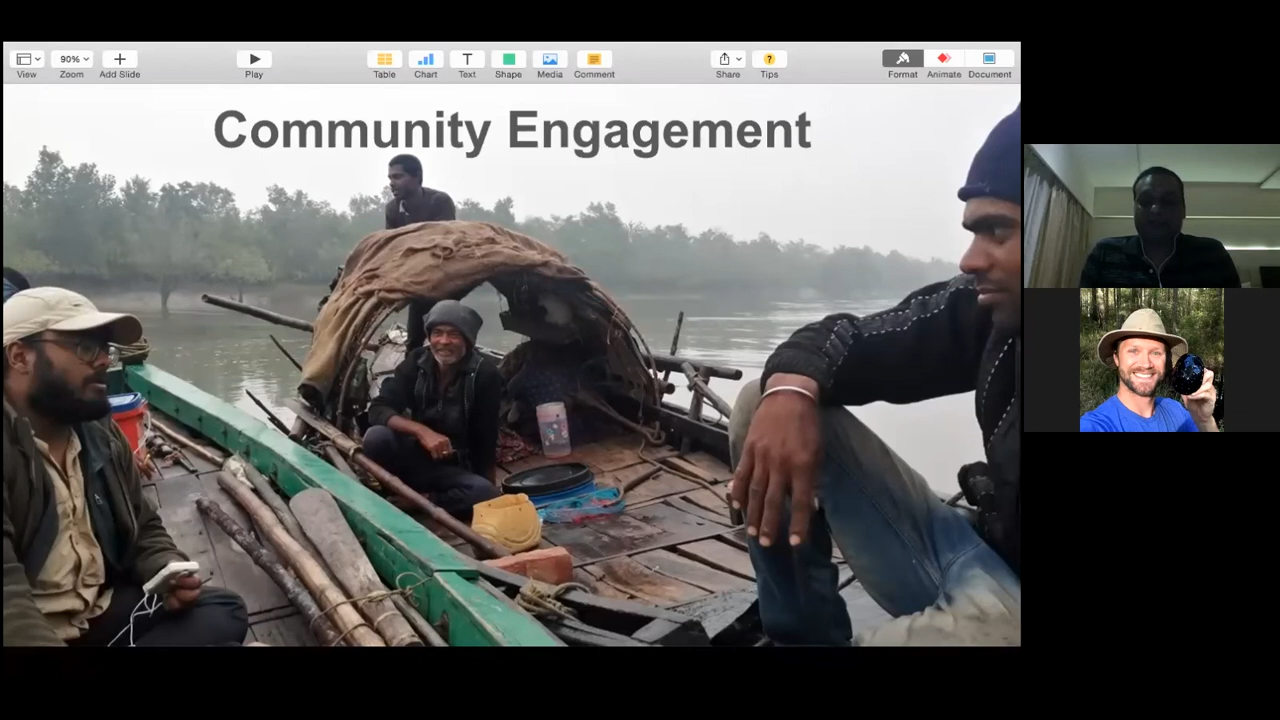 View
90%
Zoom
Add Slide
Play
Table
Chart
Text
Shape
Media
Comment
Share
Tips
Format
Animate
Document
Community Engagement